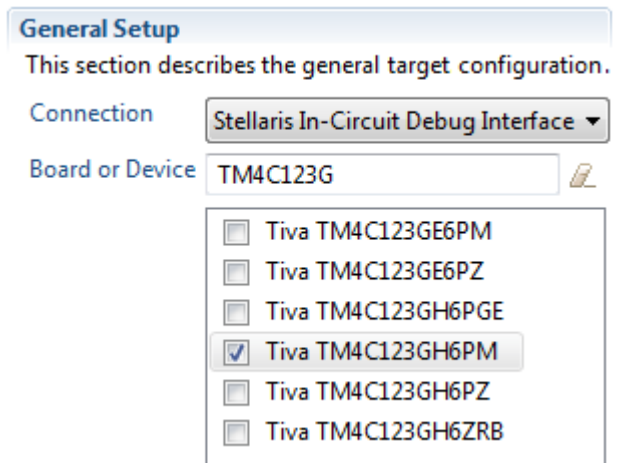 General Setup
This section describes the general target configuration.
Connection Stellaris In-Circuit Debug Interface
Board or Device TM4C123G
Tiva TM4C123GE6PM
Tiva TM4C123GE6PZ
Tiva TM4C123GH6PGE
Tiva TM4C123GH6PM
Tiva TM4C123GH6PZ
Tiva TM4C123GH6ZRB